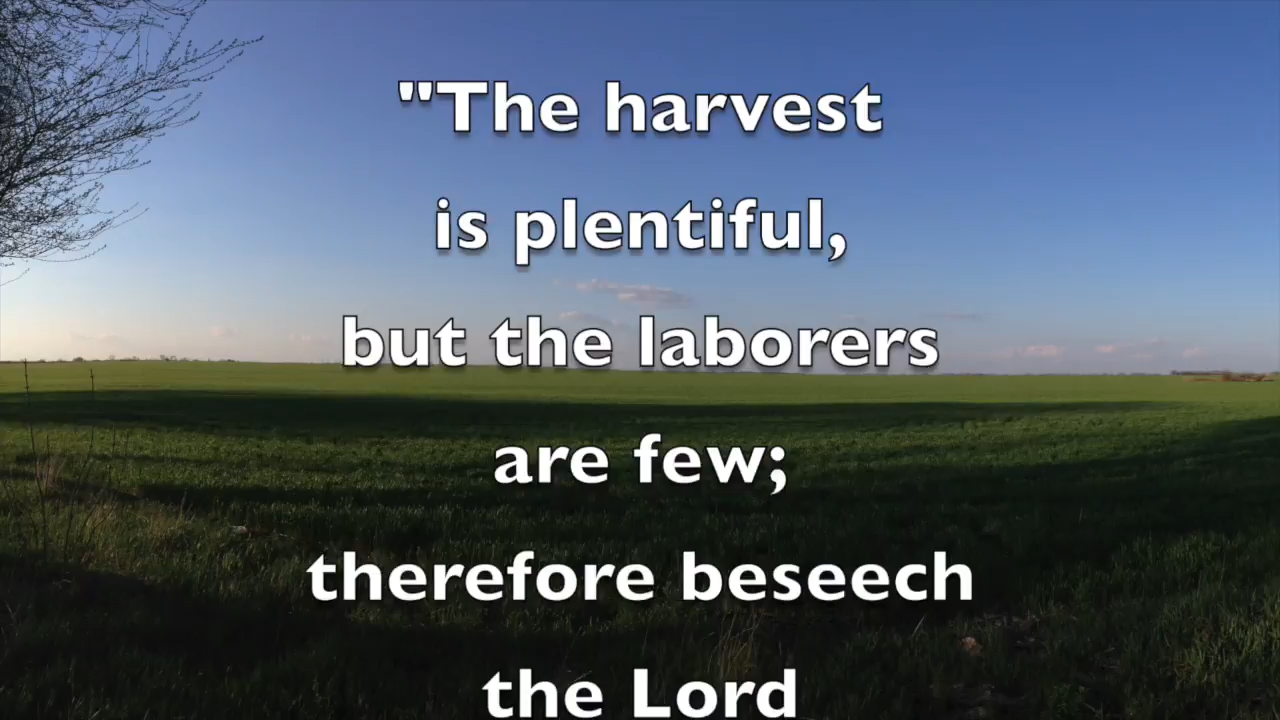 "The harvest
is plentiful,
but the laborers
are few;
therefore beseech
the Lord